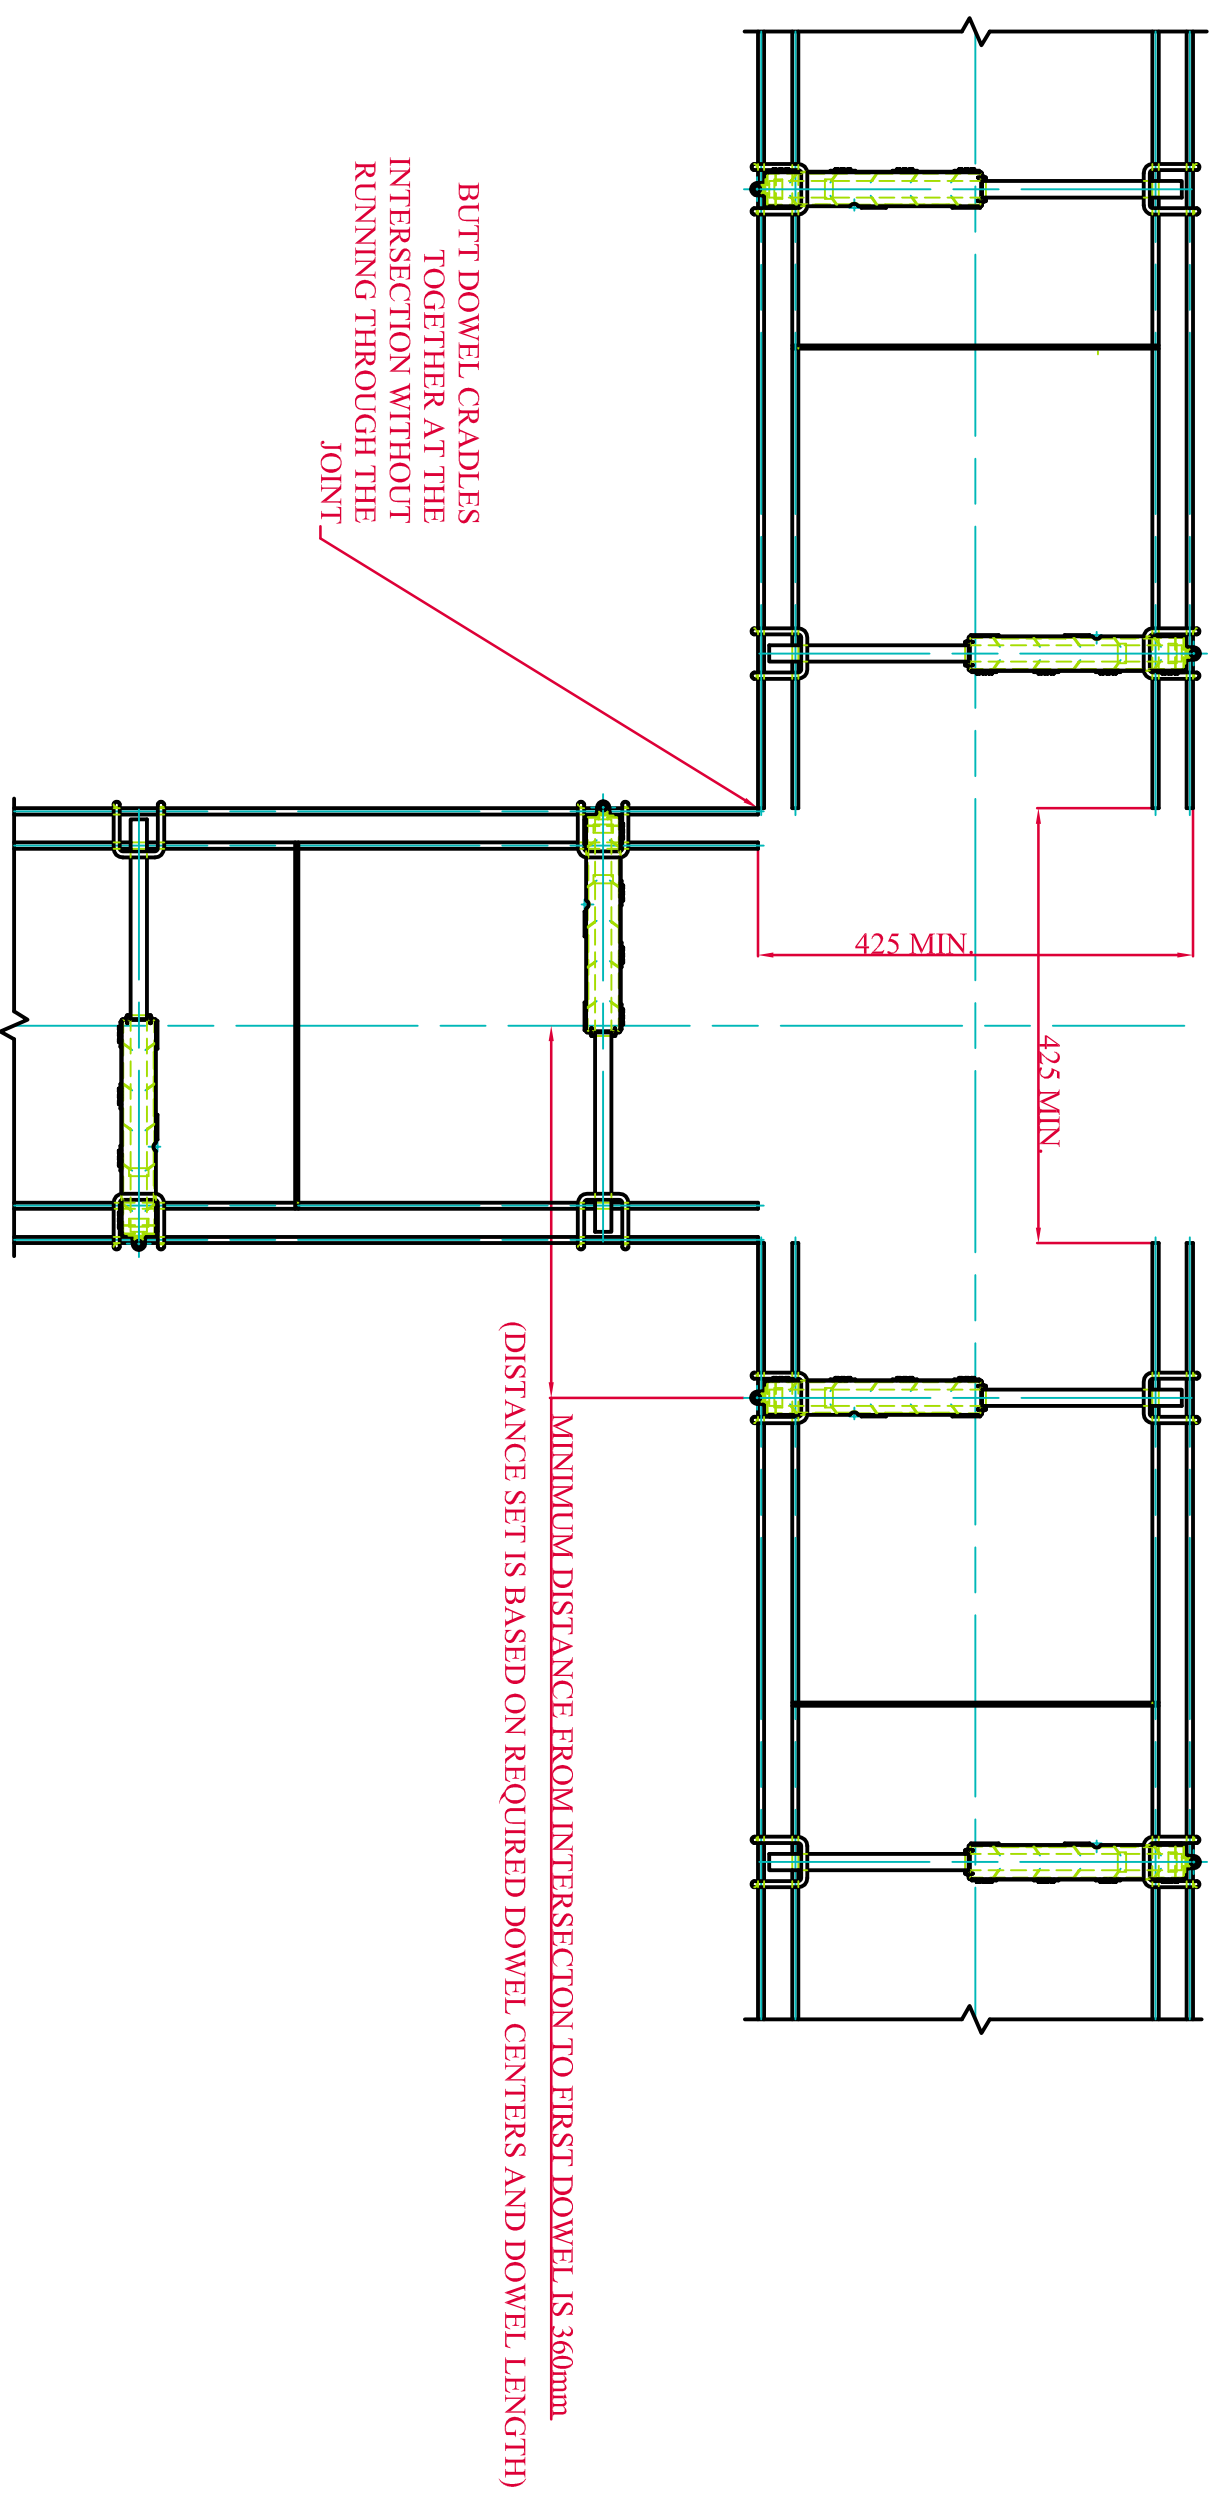 BUTT DOWEL CRADLES
TOGETHER AT THE
INTERSECTION WITHOUT
RUNNING THROUGH THE
JOINT
425 MIN.
425 MIN.
MINIMUM DISTANCE FROM INTERSECTON TO FIRST DOWEL IS 360mm
(DISTANCE SET IS BASED ON REQUIRED DOWEL CENTERS AND DOWEL LENGTH)